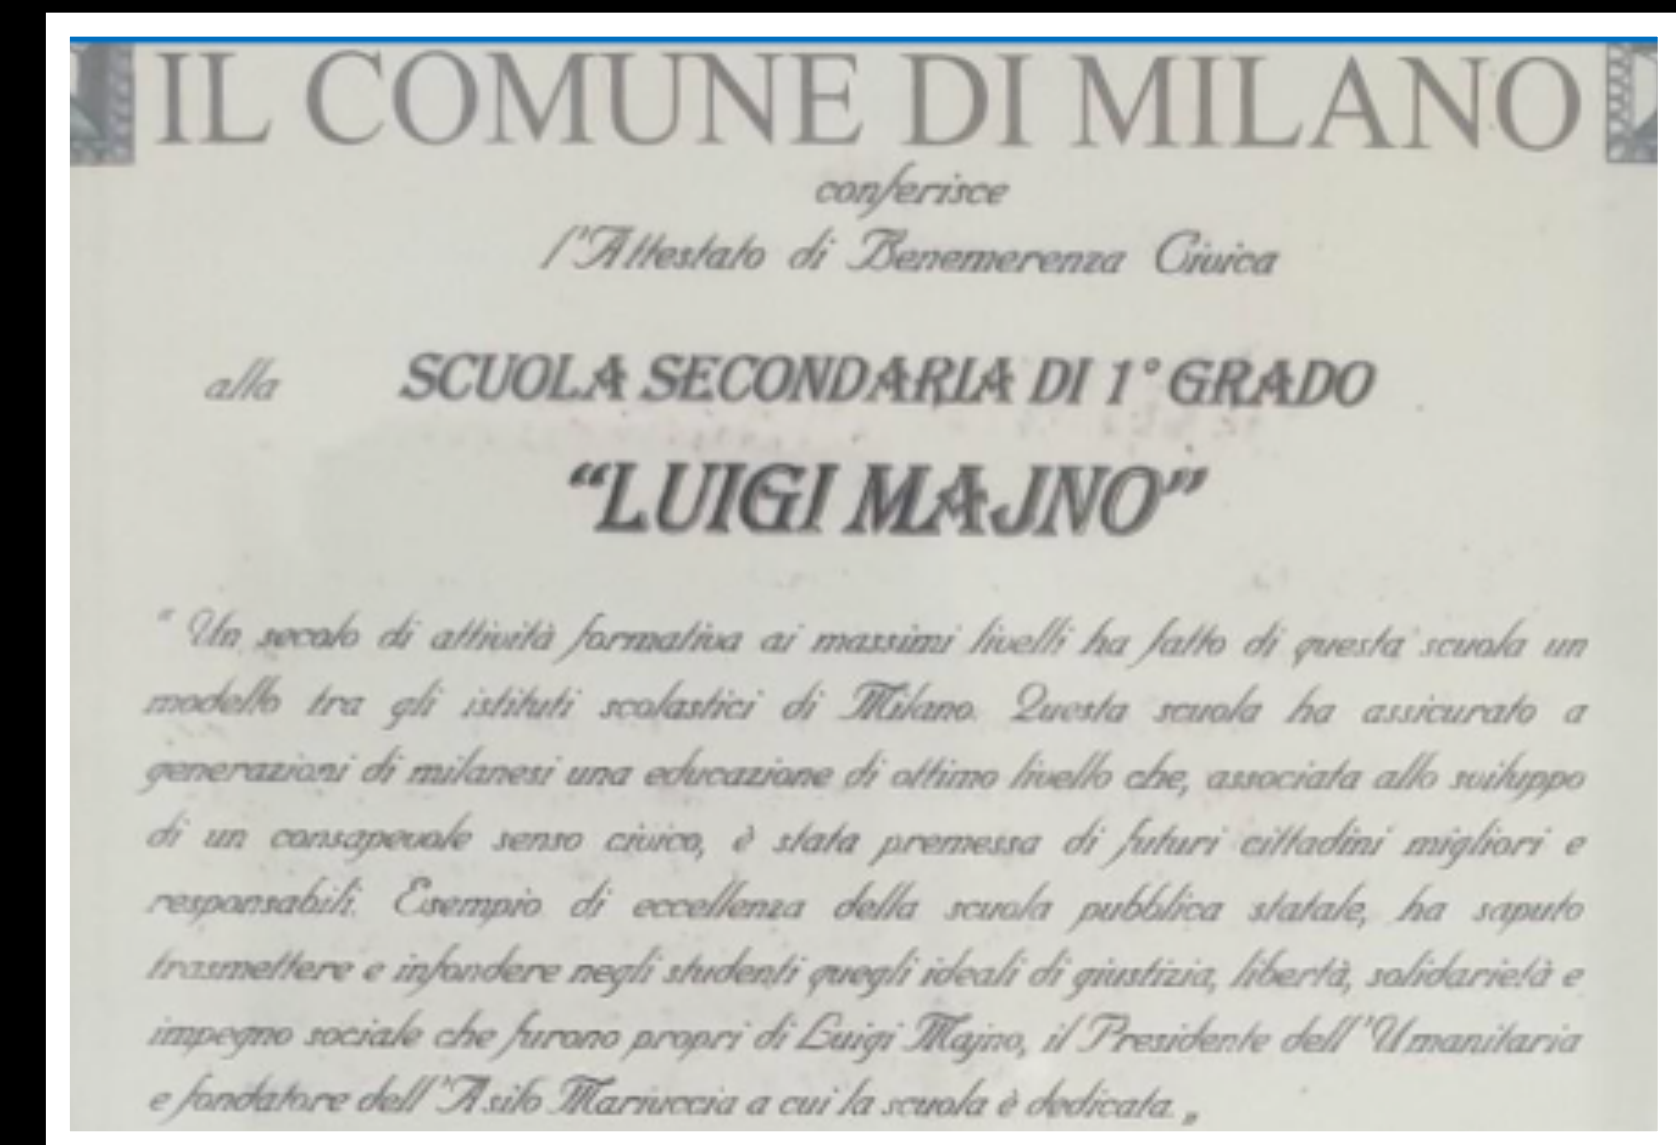 IL COMUNE DI MILANO
conferisce
l'Attestato di Benemerenza Civica
alla SCUOLA SECONDARIA DI 1° GRADO
“LUIGI MAJNO”
" Un secolo di attività formativa ai massimi livelli ha fatto di questa scuola un
modello tra gli istituti scolastici di Milano. Questa scuola ha assicurato a
generazioni di milanesi una educazione di ottimo livello che, associata allo sviluppo
di un consapevole senso civico, è stata premessa di futuri cittadini migliori e
responsabili. Esempio di eccellenza della scuola pubblica statale, ha saputo
trasmettere e infondere negli studenti quegli ideali di giustizia, libertà, solidarietà e
impegno sociale che furono propri di Luigi Majno, il Presidente dell'Umanitaria
e fondatore dell'Asilo Mariuccia a cui la scuola è dedicata. „